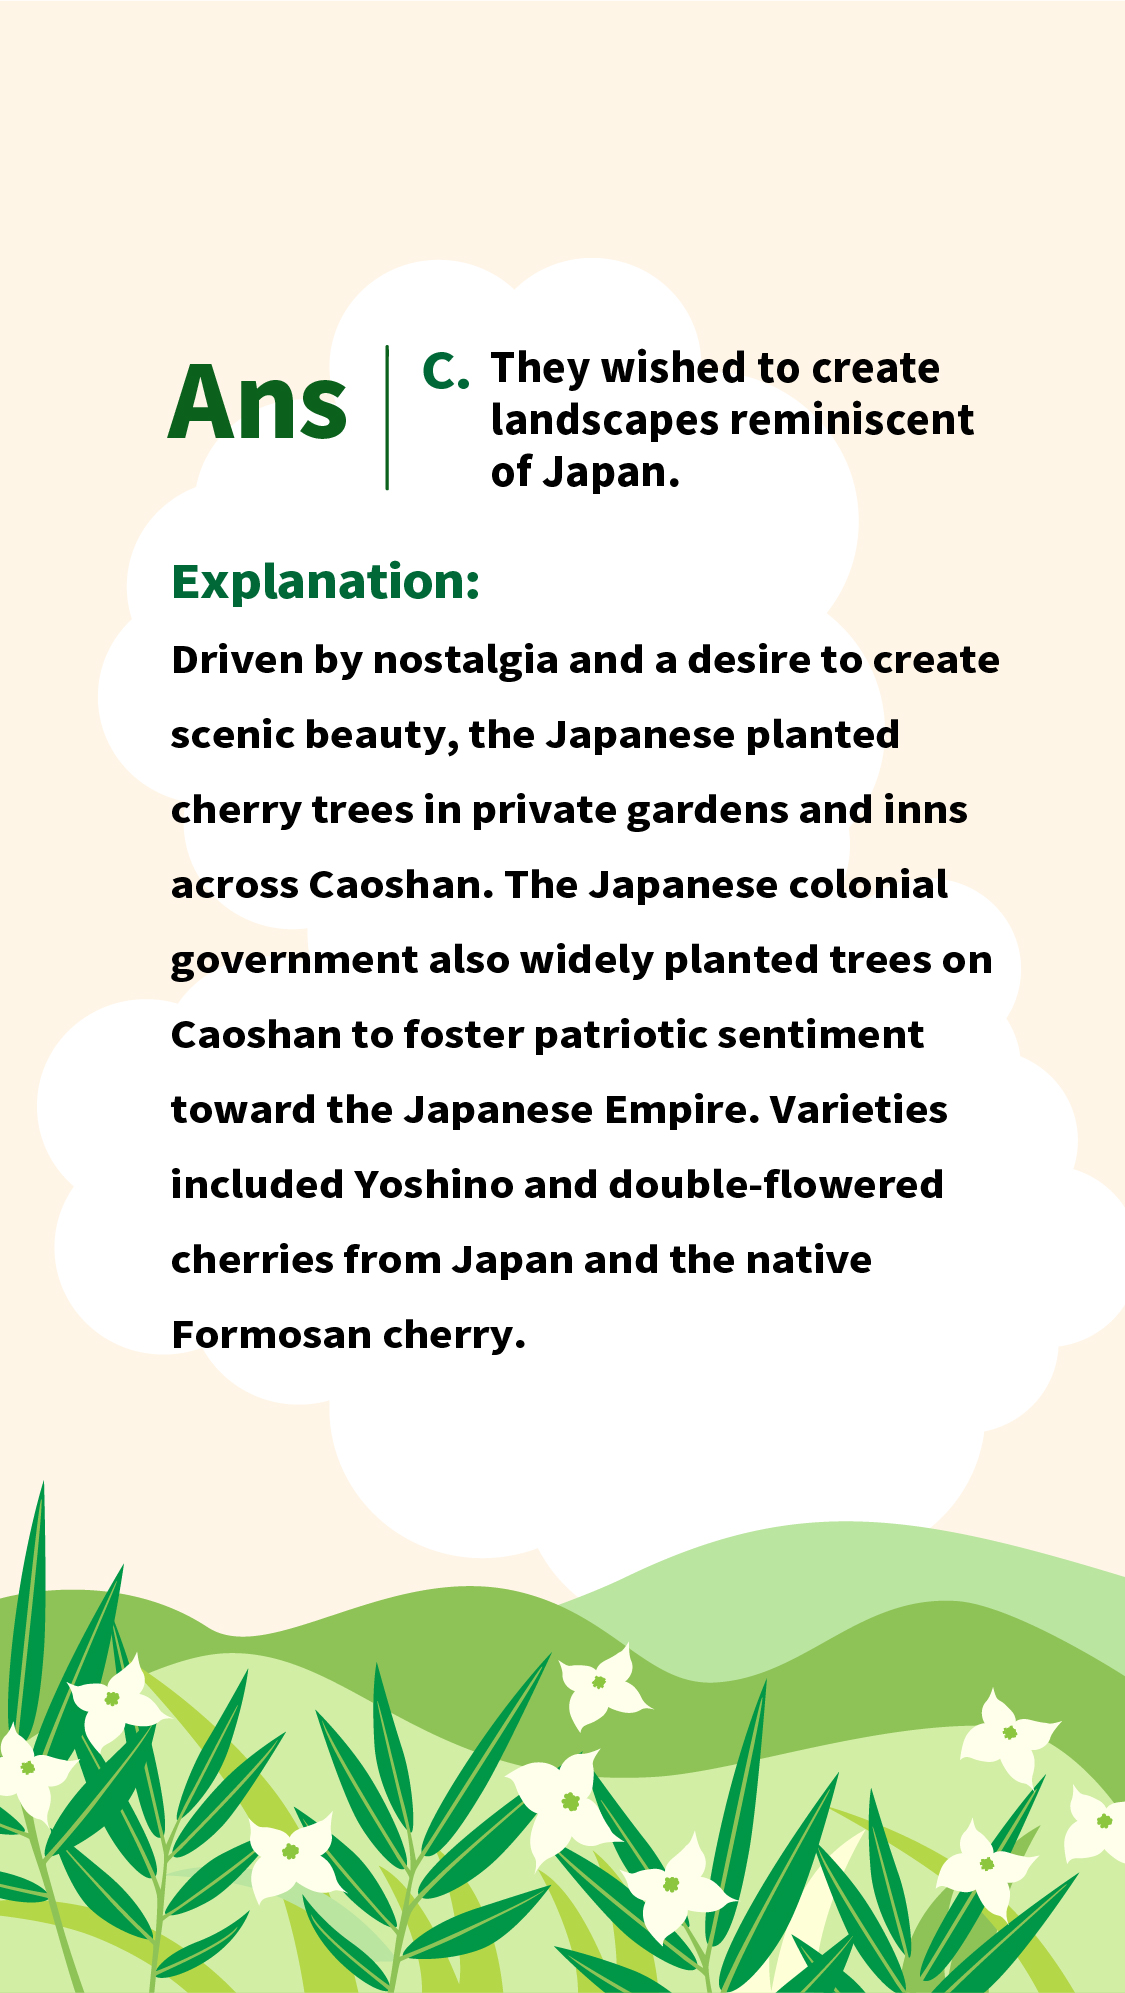 Ans
C. They wished to create
landscapes reminiscent
of Japan.
Explanation:
Driven by nostalgia and a desire to create
scenic beauty, the Japanese planted
cherry trees in private gardens and inns
across Caoshan. The Japanese colonial
government also widely planted trees on
Caoshan to foster patriotic sentiment
toward the Japanese Empire. Varieties
included Yoshino and double-flowered
cherries from Japan and the native
Formosan cherry.